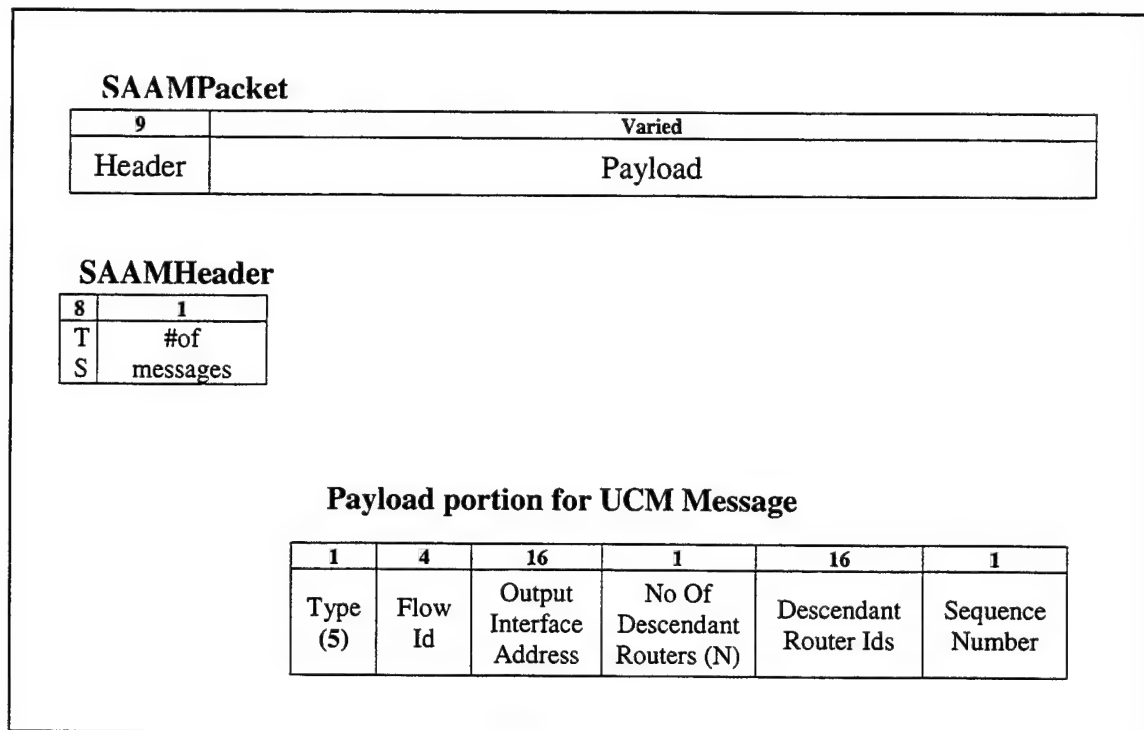 SAAMPacket
9 Varied
Header Payload
SAAMHeader
8 1
T #of
S messages
Payload portion for UCM Message
1 4 16 1 16 1
Type (5) Flow Id Output Interface Address No Of Descendant Routers (N) Descendant Router Ids Sequence Number